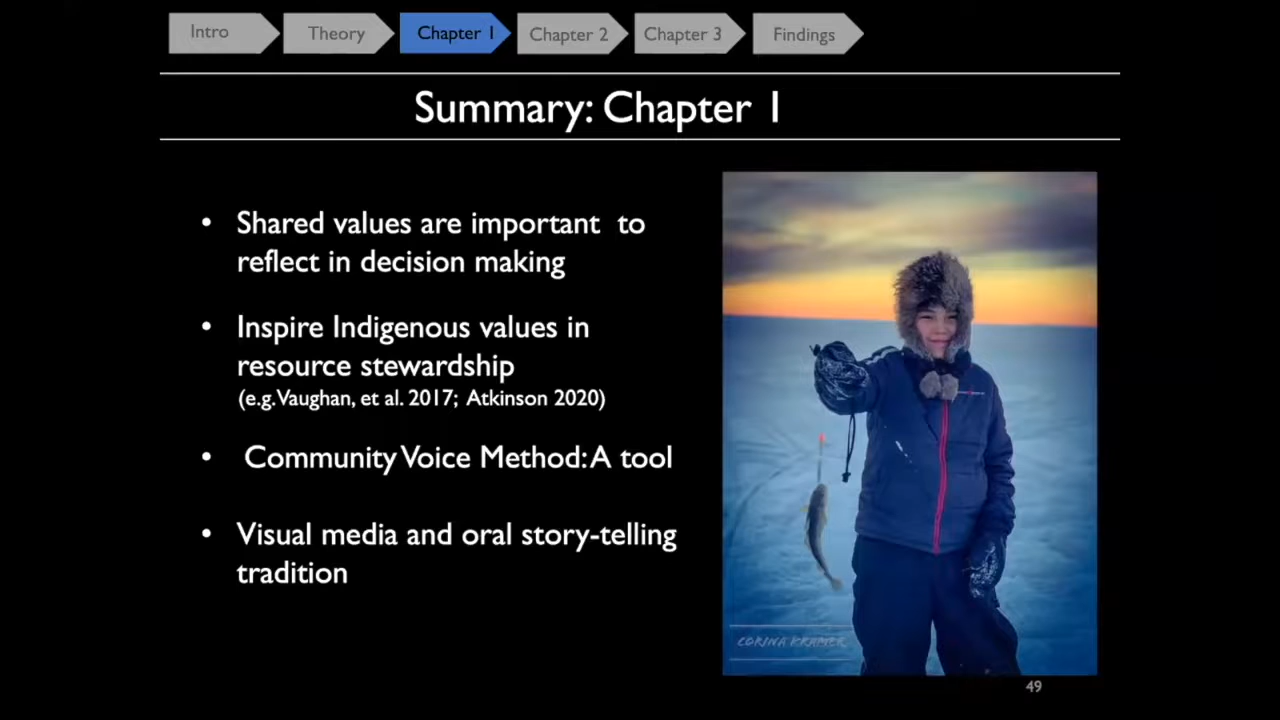 Intro
Theory
Chapter 1
Chapter 2
Chapter 3
Findings
Summary: Chapter 1
• Shared values are important to
reflect in decision making
• Inspire Indigenous values in
resource stewardship
(e.g. Vaughan, et al. 2017; Atkinson 2020)
• Community Voice Method: A tool
• Visual media and oral story-telling
tradition
CORINA KRAMER
49